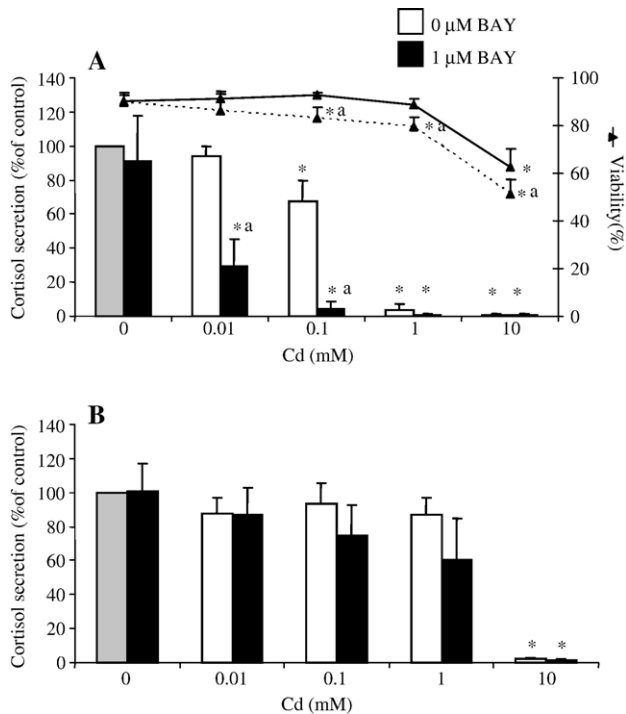 0 μM BAY
1 μM BAY
A
Cortisol secretion (%of control)
140
120
100
80
60
40
20
0
100
80
60
40
20
0
Viability(%)
* a
* a
*
* a
* a
*
* a
* *
* *
0 0.01 0.1 1 10
Cd (mM)
B
Cortisol secretion (%of control)
140
120
100
80
60
40
20
0
* *
0 0.01 0.1 1 10
Cd (mM)